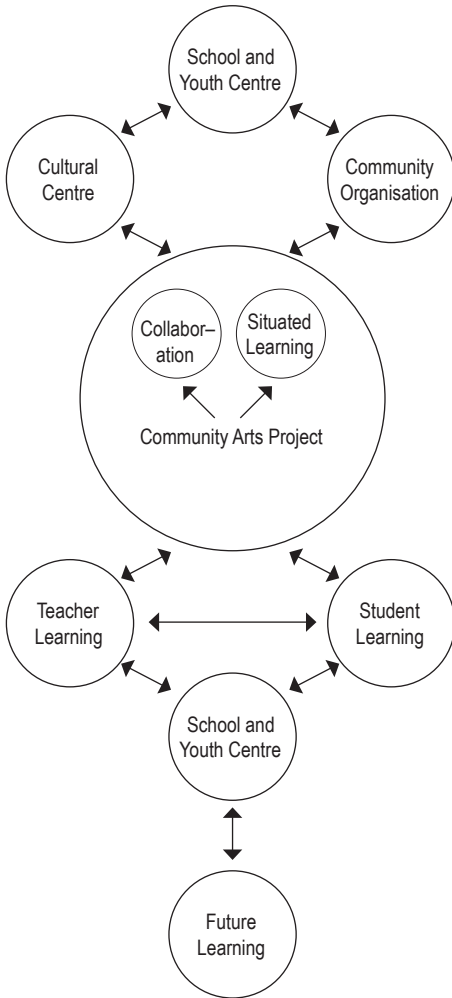 School and
Youth Centre
Cultural
Centre
Community
Organisation
Collabor–
ation
Situated
Learning
Community Arts Project
Teacher
Learning
Student
Learning
School and
Youth Centre
Future
Learning